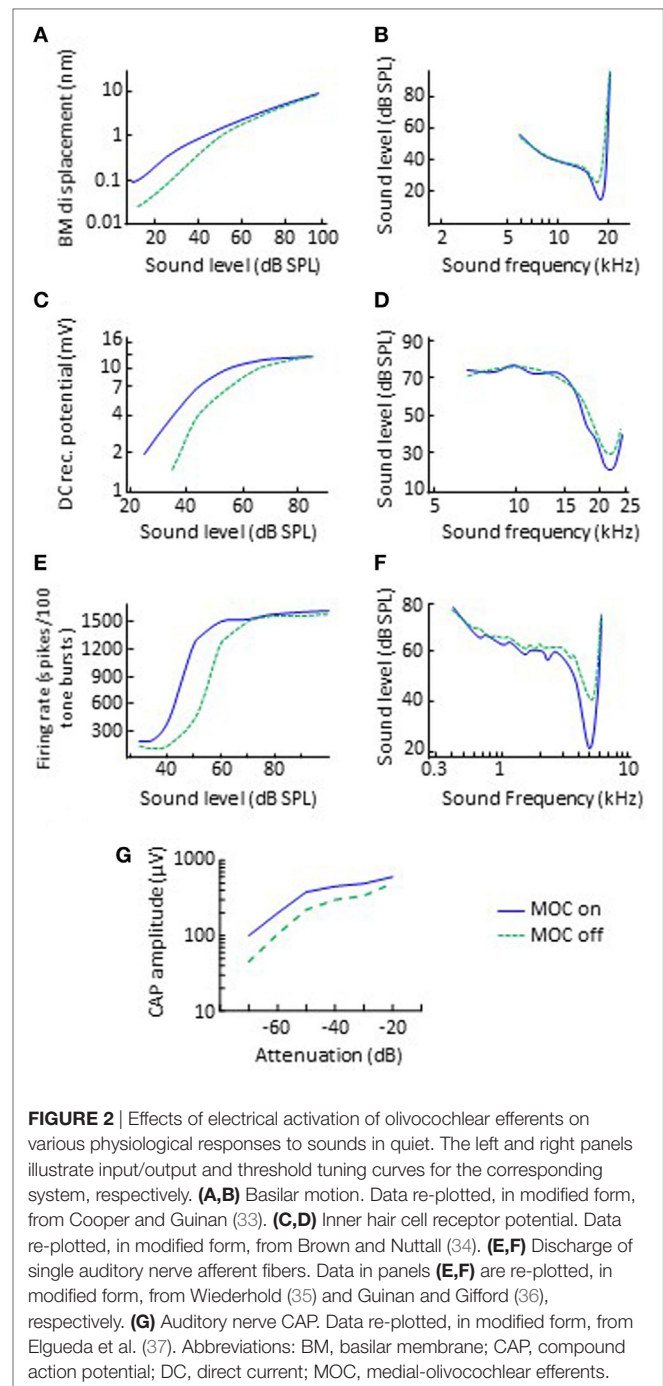 A
BM displacement (nm)
10
1
0.1
0.01
20 40 60 80 100
Sound level (dB SPL)
B
Sound level (dB SPL)
80
60
40
20
2 5 10 20
Sound frequency (kHz)
C
DC rec. potential (mV)
16
10
7
4
2
1
20 40 60 80
Sound level (dB SPL)
D
Sound level (dB SPL)
90
70
50
30
10
5 10 15 20 25
Sound frequency (kHz)
E
Firing rate (spikes/100
tone bursts)
1500
1200
900
600
300
40 60 80
Sound level (dB SPL)
F
Sound level (dB SPL)
80
60
40
20
0.3 1 10
Sound Frequency (kHz)
G
CAP amplitude (μV)
1000
100
10
-60 -40 -20
Attenuation (dB)
MOC on
MOC off
FIGURE 2 | Effects of electrical activation of olivocochlear efferents on
various physiological responses to sounds in quiet. The left and right panels
illustrate input/output and threshold tuning curves for the corresponding
system, respectively. (A,B) Basilar motion. Data re-plotted, in modified form,
from Cooper and Guinan (33). (C,D) Inner hair cell receptor potential. Data
re-plotted, in modified form, from Brown and Nuttall (34). (E,F) Discharge of
single auditory nerve afferent fibers. Data in panels (E,F) are re-plotted, in
modified form, from Wiederhold (35) and Guinan and Gifford (36),
respectively. (G) Auditory nerve CAP. Data re-plotted, in modified form, from
Elgueda et al. (37). Abbreviations: BM, basilar membrane; CAP, compound
action potential; DC, direct current; MOC, medial-olivocochlear efferents.